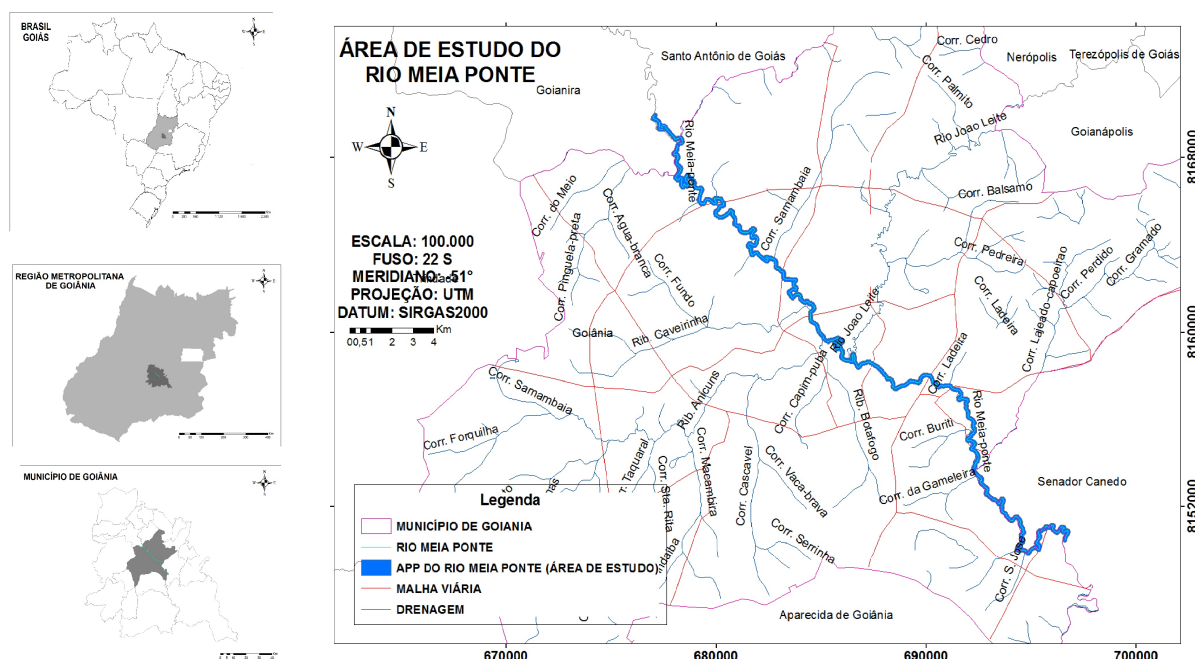 BRASIL
GOIÁS
REGIÃO METROPOLITANA
DE GOIÂNIA
MUNICÍPIO DE GOIÂNIA
ÁREA DE ESTUDO DO
RIO MEIA PONTE
N
W
E
S
ESCALA: 100.000
FUSO: 22 S
MERIDIANO: -51°
PROJEÇÃO: UTM
DATUM: SIRGAS2000
00,51 2 3 4 Km
Santo Antônio de Goiás
Corr. Cedro
Nerópolis
Terezópolis de Goiás
Goianira
Corr. Palmito
Rio Joao Leite
Goianápolis
Rio Meia-ponte
Corr. Balsamo
Corr. do Meio
Corr. Agua-branca
Corr. Samambaia
Corr. Pinguela-preta
Corr. Fundo
Corr. Pedreira
Corr. Gramado
Corr. Perdido
Corr. Ladeira
Corr. Lajeado-capoeirao
Goiânia
Rib. Caveirinha
Rio Joao Leite
Corr. Ladeira
Corr. Samambaia
Rib. Anicuns
Corr. Capim-puba
Rib. Botafogo
Rio Meia-ponte
Corr. Forquilha
Corr. Buriti
Corr. Taquaral
Corr. Macambira
Corr. Cascavel
Corr. Vaca-brava
Corr. da Gameleira
Senador Canedo
Corr. Sta. Rita
Corr. Serrinha
Corr. S. Jose
Aparecida de Goiânia
Legenda
MUNICÍPIO DE GOIANIA
RIO MEIA PONTE
APP DO RIO MEIA PONTE (ÁREA DE ESTUDO)
MALHA VIÁRIA
DRENAGEM
8168000
8160000
8152000
670000
680000
690000
700000